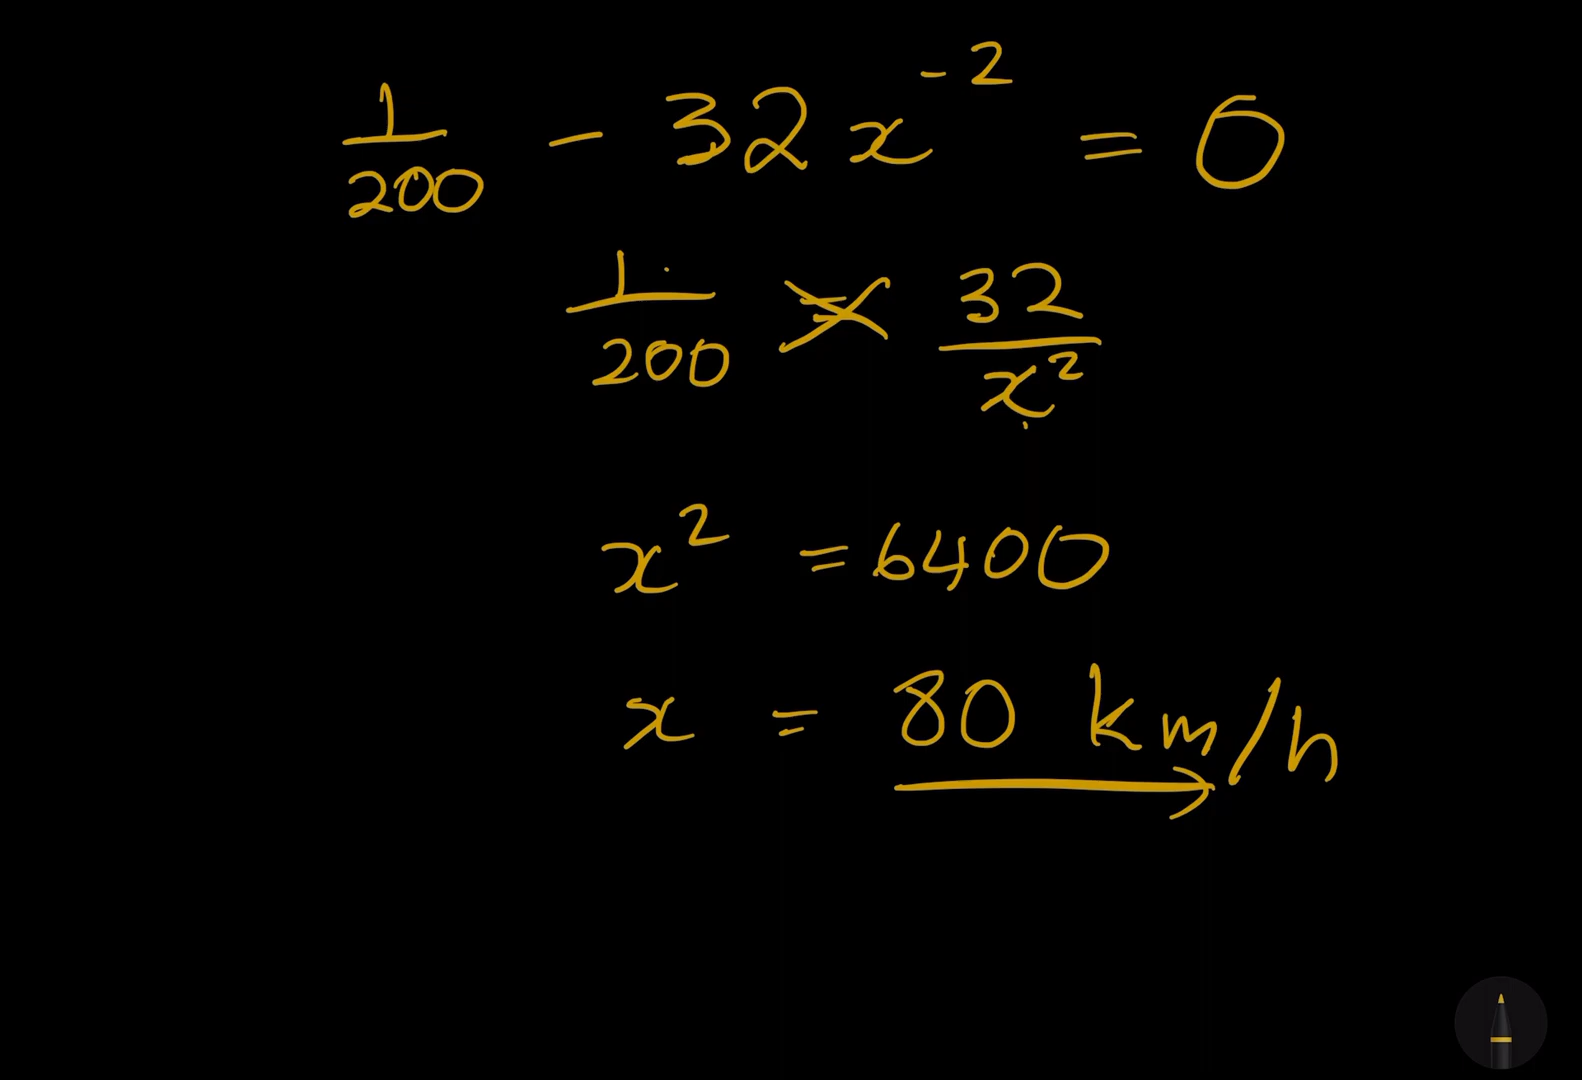 1/200 - 32x⁻² = 0
1/200 = 32/x²
x² = 6400
x = 80 km/h